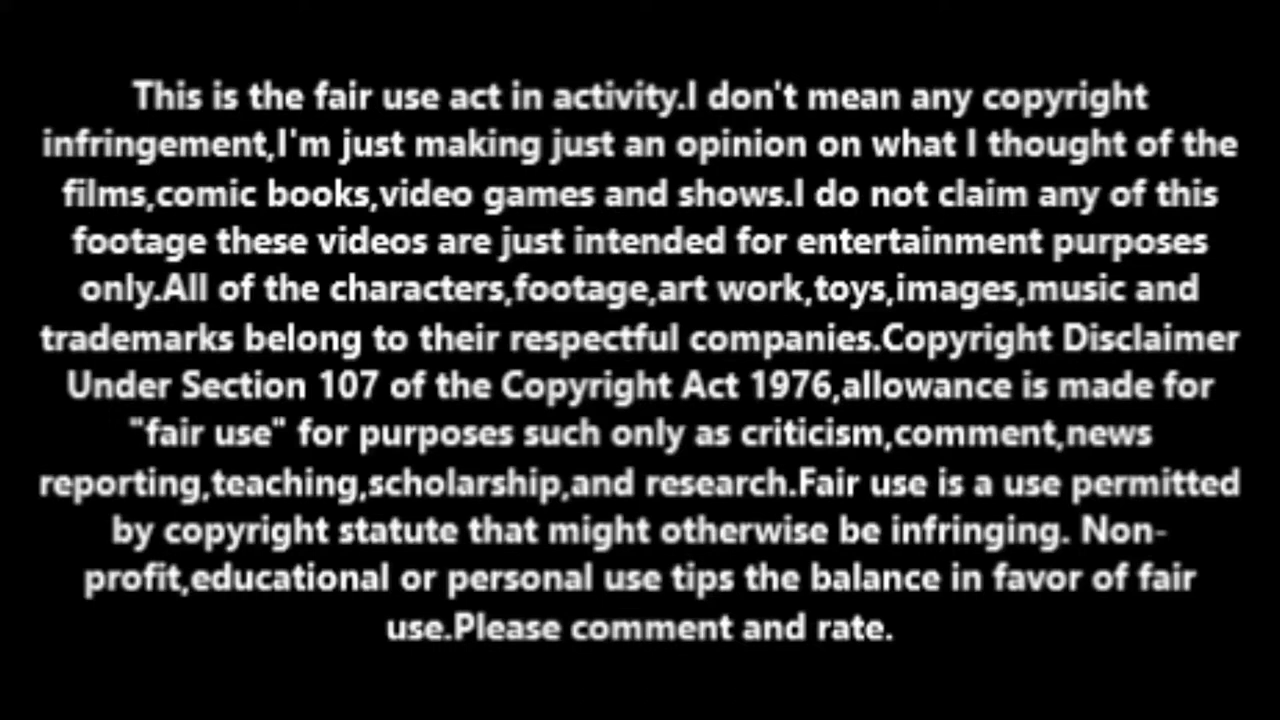 This is the fair use act in activity.I don't mean any copyright
infringement,I'm just making just an opinion on what I thought of the
films,comic books,video games and shows.I do not claim any of this
footage these videos are just intended for entertainment purposes
only.All of the characters,footage,art work,toys,images,music and
trademarks belong to their respectful companies.Copyright Disclaimer
Under Section 107 of the Copyright Act 1976,allowance is made for
"fair use" for purposes such only as criticism,comment,news
reporting,teaching,scholarship,and research.Fair use is a use permitted
by copyright statute that might otherwise be infringing. Non-
profit,educational or personal use tips the balance in favor of fair
use.Please comment and rate.